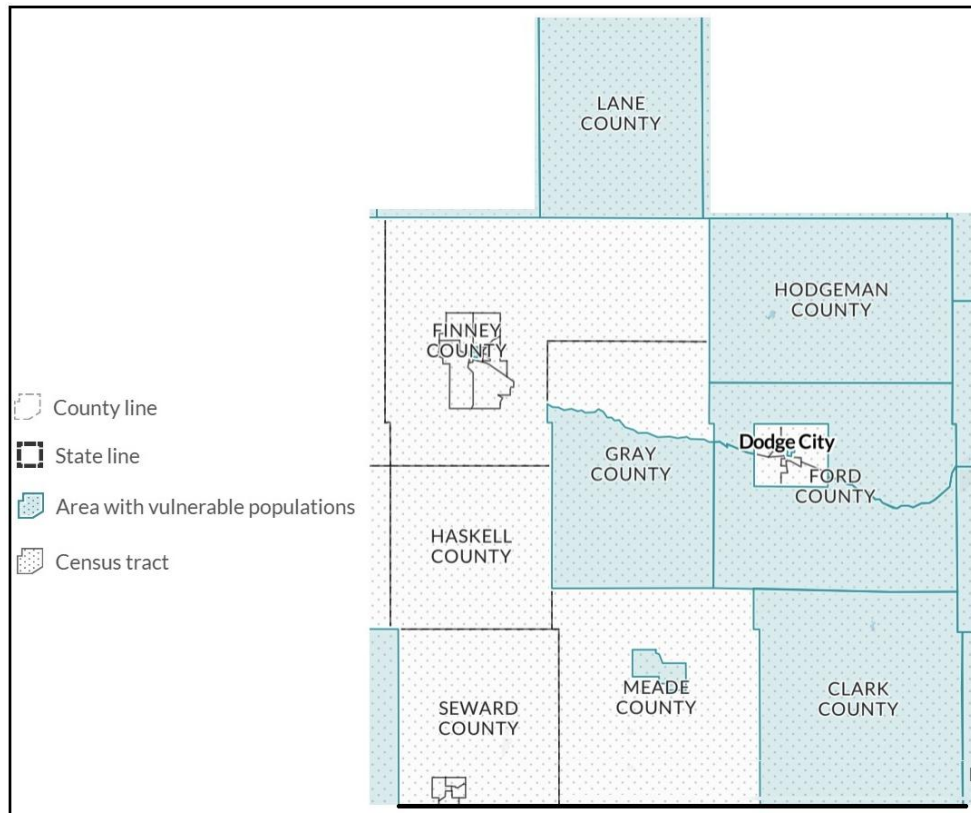 LANE
COUNTY
HODGEMAN
COUNTY
FINNEY
COUNTY
County line
State line
Area with vulnerable populations
Census tract
Dodge City
GRAY
COUNTY
FORD
COUNTY
HASKELL
COUNTY
MEADE
COUNTY
CLARK
COUNTY
SEWARD
COUNTY